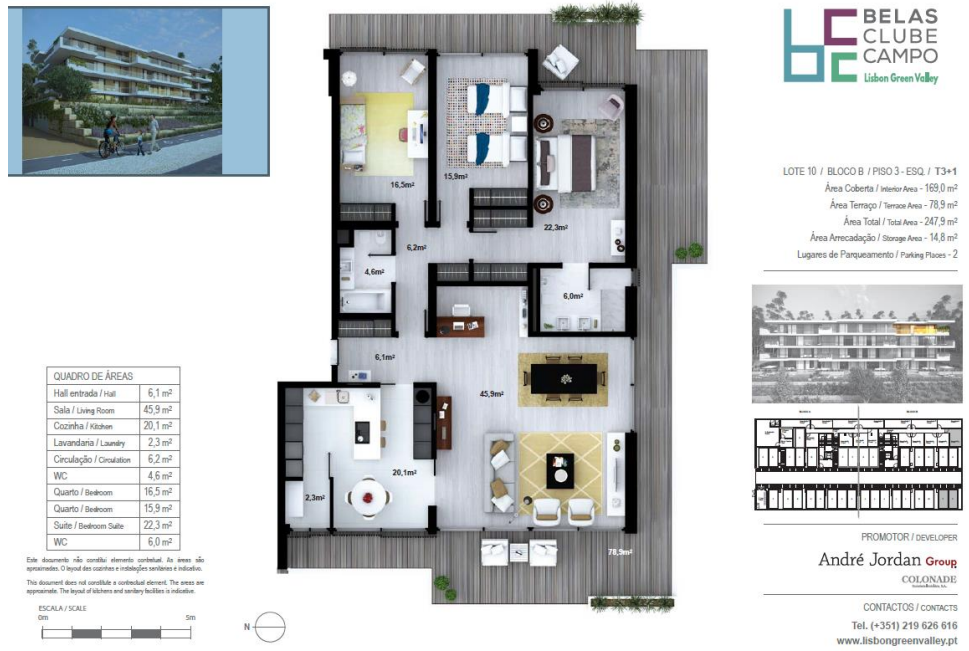 BELAS
CLUBE
CAMPO
Lisbon Green Valley
LOTE 10 / BLOCO B / PISO 3 - ESQ. / T3+1
Área Coberta / Interior Area - 169,0 m²
Área Terraço / Terrace Area - 78,9 m²
Área Total / Total Area - 247,9 m²
Área Arrecadação / Storage Area - 14,8 m²
Lugares de Parqueamento / Parking Places - 2
16,5m²
15,9m²
22,3m²
6,2m²
4,6m²
6,0m²
6,1m²
45,9m²
20,1m²
2,3m²
78,9m²
QUADRO DE ÁREAS
Hall entrada / Hall 6,1 m²
Sala / Living Room 45,9 m²
Cozinha / Kitchen 20,1 m²
Lavandaria / Laundry 2,3 m²
Circulação / Circulation 6,2 m²
WC 4,6 m²
Quarto / Bedroom 16,5 m²
Quarto / Bedroom 15,9 m²
Suite / Bedroom Suite 22,3 m²
WC 6,0 m²
Este documento não constitui elemento contratual. As áreas são
aproximadas. O layout das cozinhas e instalações sanitárias é indicativo.
This document does not constitute a contractual element. The areas are
approximate. The layout of kitchens and sanitary facilities is indicative.
ESCALA / SCALE
0m 5m
N
PROMOTOR / DEVELOPER
André Jordan Group
COLONADE
CONTACTOS / CONTACTS
Tel. (+351) 219 626 616
www.lisbongreenvalley.pt